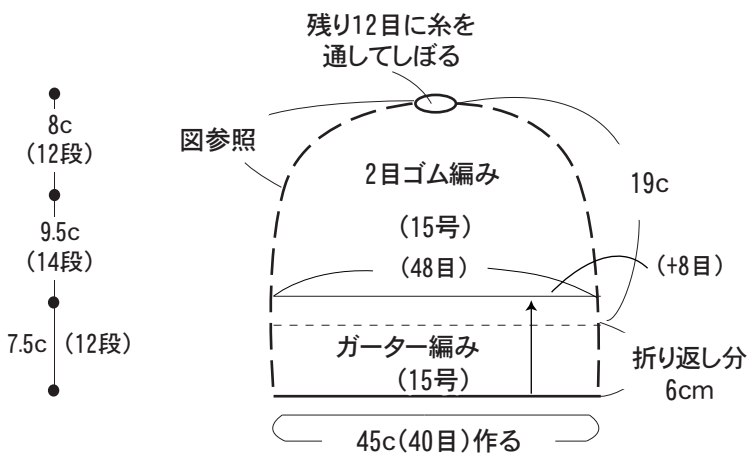 残り12目に糸を
通してしぼる
8c
(12段)
図参照
2目ゴム編み
19c
9.5c
(14段)
(15号)
(48目)
(+8目)
7.5c (12段)
ガーター編み
(15号)
折り返し分
6cm
45c(40目)作る